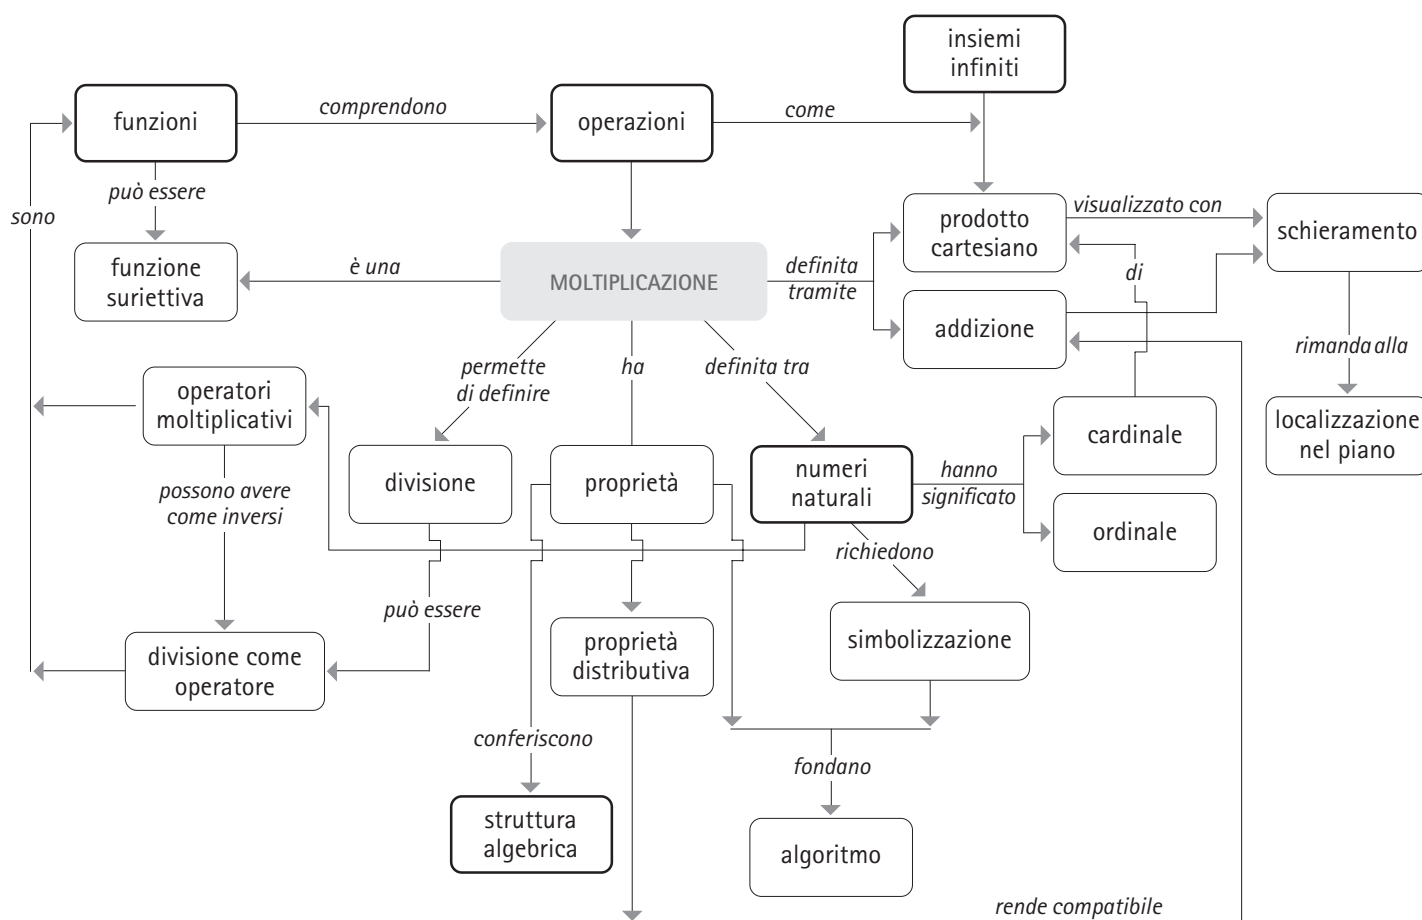 insiemi
infiniti
funzioni
comprendono
operazioni
come
può essere
sono
prodotto
cartesiano
visualizzato con
schieramento
funzione
suriettiva
è una
MOLTIPLICAZIONE
definita
tramite
di
addizione
permette
di definire
ha
definita tra
rimanda alla
operatori
moltiplicativi
cardinale
localizzazione
nel piano
divisione
proprietà
numeri
naturali
hanno
significato
possono avere
come inversi
ordinale
richiedono
può essere
divisione come
operatore
proprietà
distributiva
simbolizzazione
conferiscono
fondano
struttura
algebrica
algoritmo
rende compatibile